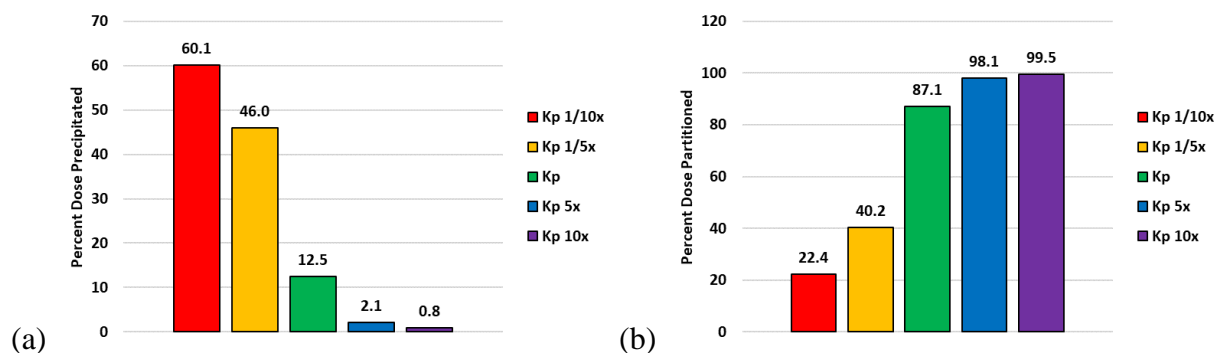 70
60
50
40
30
20
10
0
Percent Dose Precipitated
60.1
46.0
12.5
2.1
0.8
Kp 1/10x
Kp 1/5x
Kp
Kp 5x
Kp 10x
(a)
120
100
80
60
40
20
0
Percent Dose Partitioned
22.4
40.2
87.1
98.1
99.5
Kp 1/10x
Kp 1/5x
Kp
Kp 5x
Kp 10x
(b)